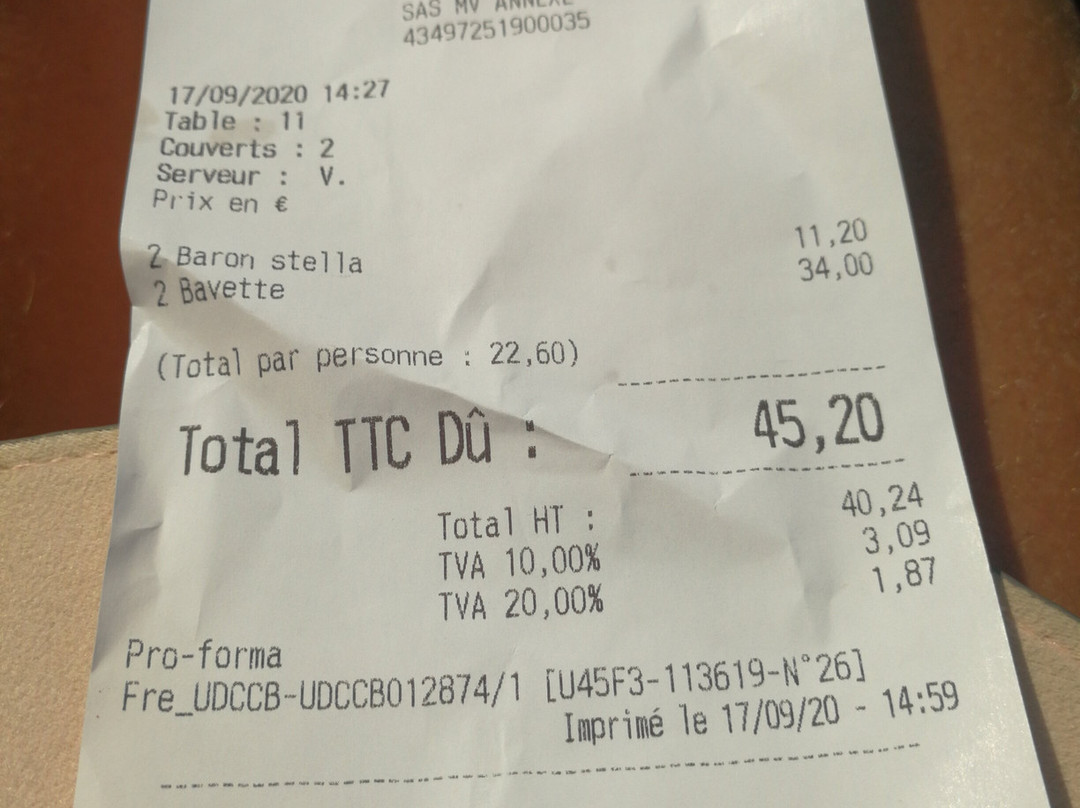 SAS MV ANNEXE
43497251900035
17/09/2020 14:27
Table : 11
Couverts : 2
Serveur : V.
Prix en €
2 Baron stella 11,20
2 Bavette 34,00
(Total par personne : 22,60)
Total TTC Dû : 45,20
Total HT : 40,24
TVA 10,00% 3,09
TVA 20,00% 1,87
Pro-forma
Fre_UDCCB-UDCCB012874/1 [U45F3-113619-N°26]
Imprimé le 17/09/20 - 14:59